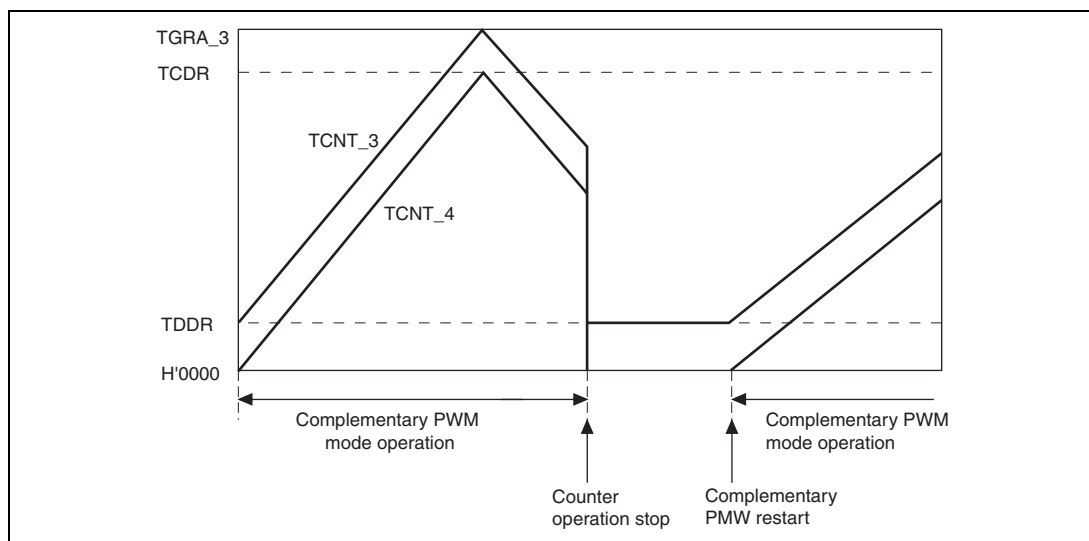 TGRA_3
TCDR
TCNT_3
TCNT_4
TDDR
H'0000
Complementary PWM
mode operation
Complementary PWM
mode operation
Counter
operation stop
Complementary
PMW restart